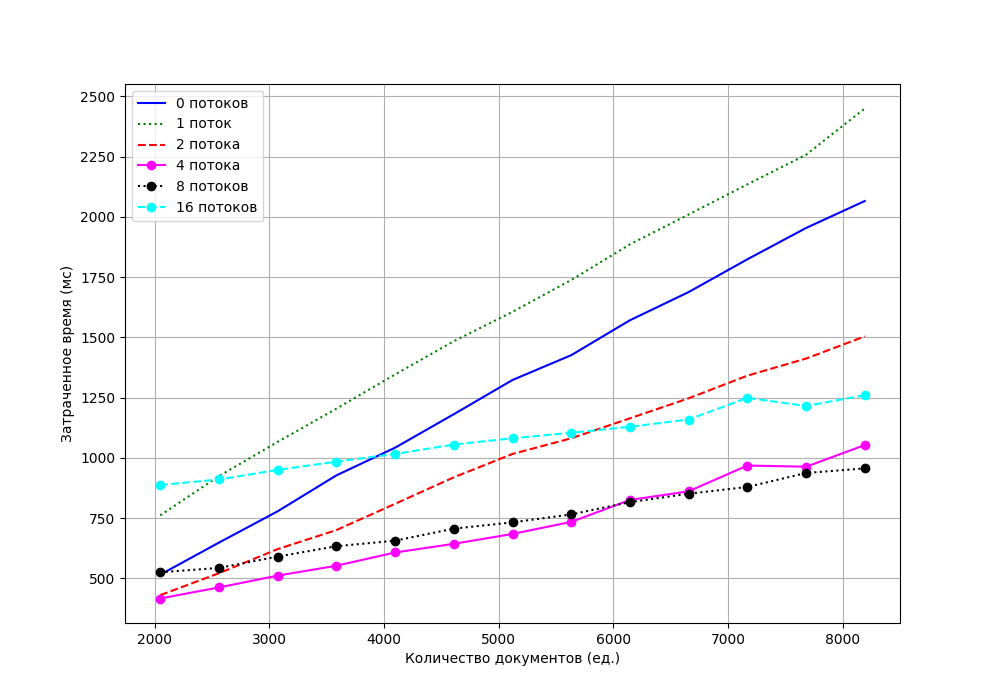 2500
2250
2000
1750
1500
1250
1000
750
500
Затраченное время (мс)
0 потоков
1 поток
2 потока
4 потока
8 потоков
16 потоков
2000 3000 4000 5000 6000 7000 8000
Количество документов (ед.)